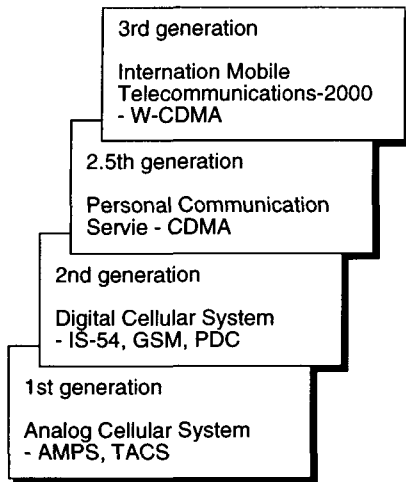 3rd generation
Internation Mobile
Telecommunications-2000
- W-CDMA
2.5th generation
Personal Communication
Servie - CDMA
2nd generation
Digital Cellular System
- IS-54, GSM, PDC
1st generation
Analog Cellular System
- AMPS, TACS